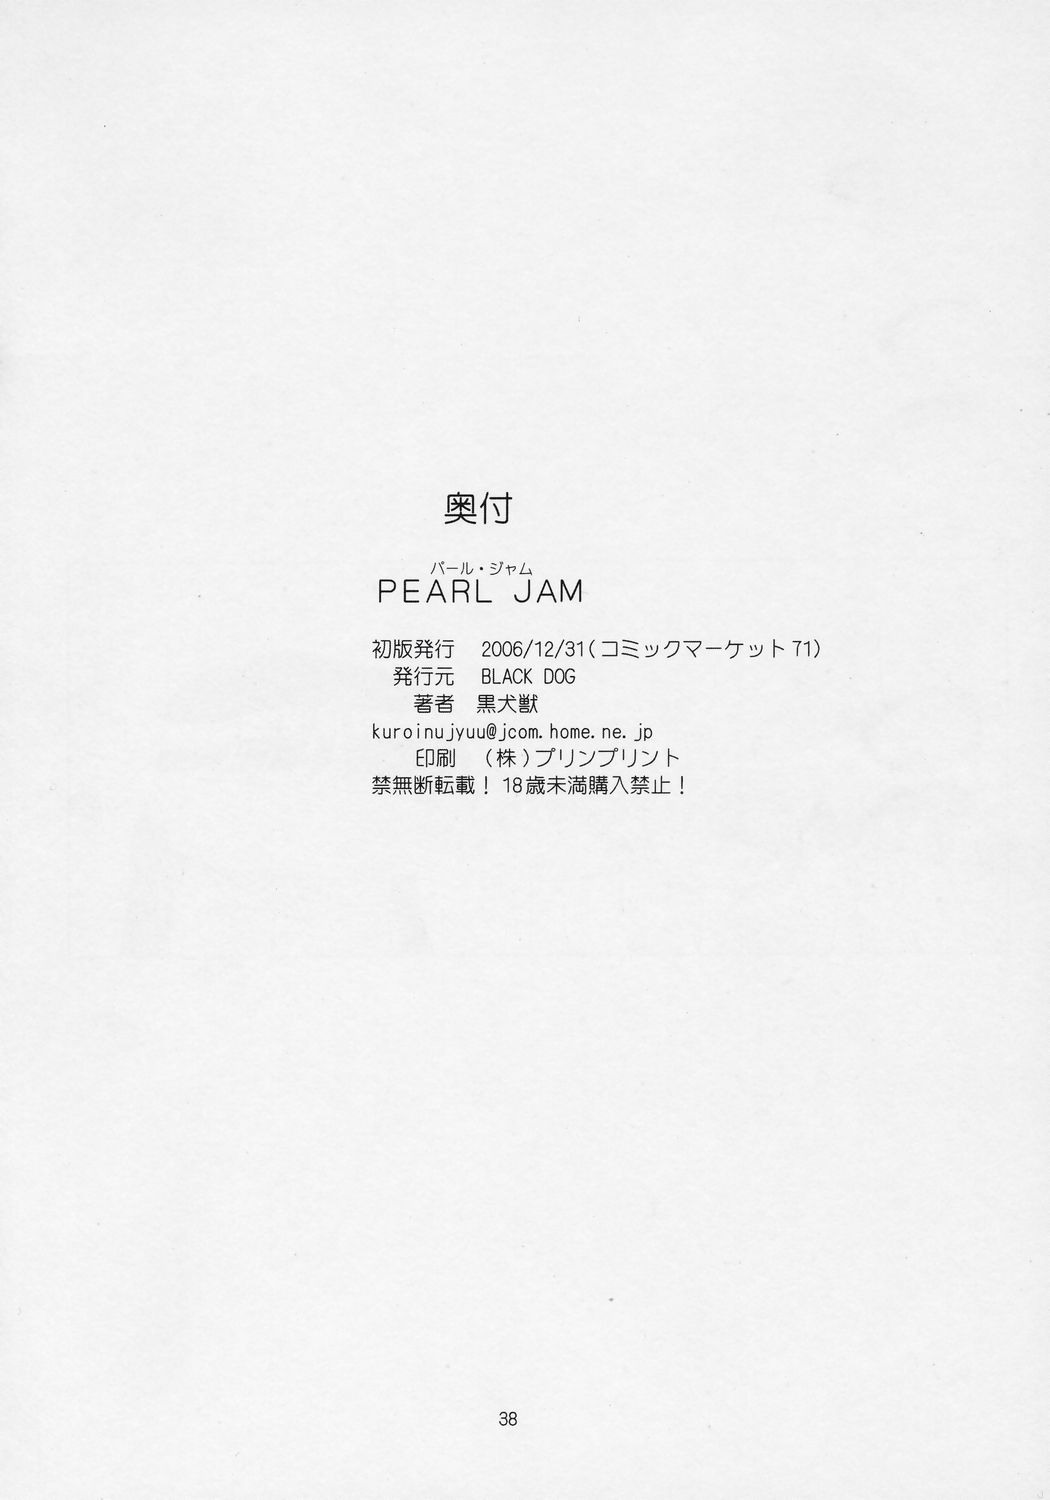 奥付
パール・ジャム
PEARL JAM
初版発行　2006/12/31(コミックマーケット71)
発行元　BLACK DOG
著者　黒犬獣
kuroinujyuu@jcom.home.ne.jp
印刷　(株)プリンプリント
禁無断転載！ 18歳未満購入禁止！
38